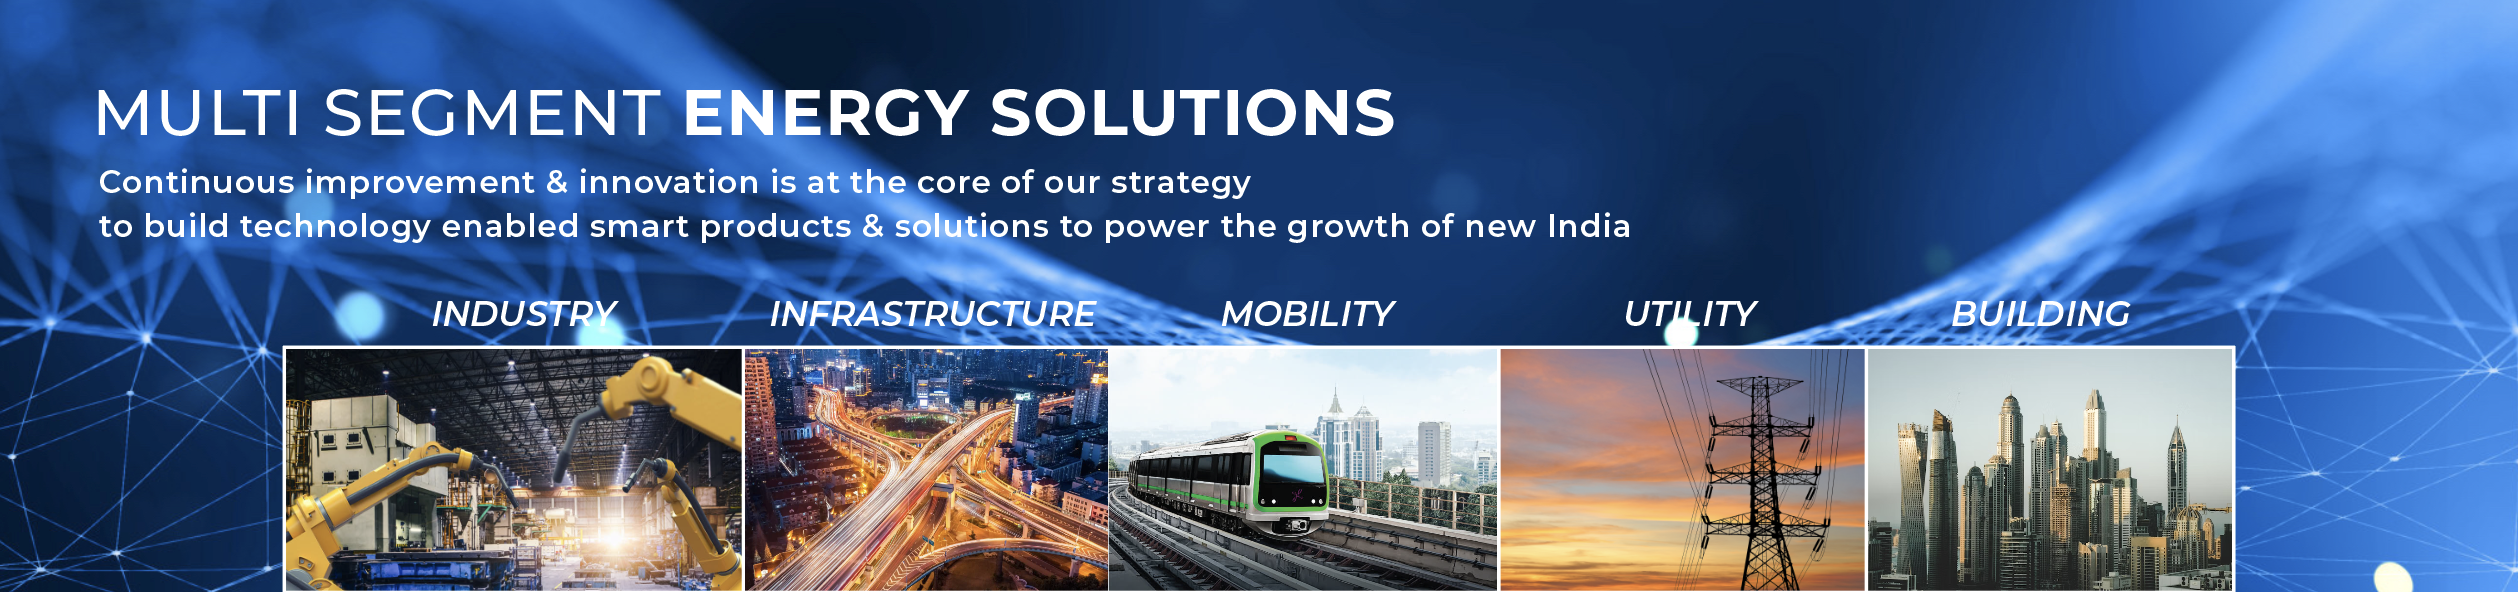 MULTI SEGMENT ENERGY SOLUTIONS
Continuous improvement & innovation is at the core of our strategy
to build technology enabled smart products & solutions to power the growth of new India
INDUSTRY INFRASTRUCTURE MOBILITY UTILITY BUILDING